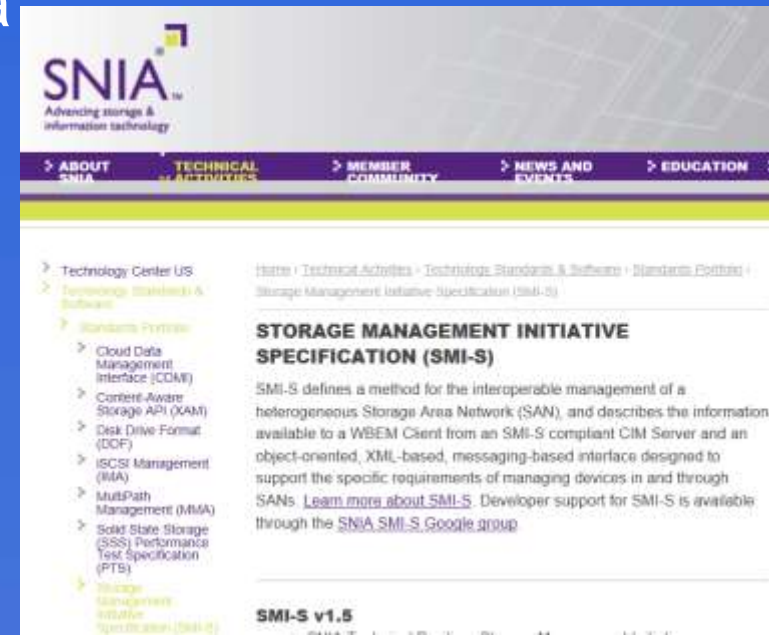 a
SNIA™
Advancing storage &
information technology
> ABOUT SNIA
TECHNICAL ACTIVITIES
> MEMBER COMMUNITY
> NEWS AND EVENTS
> EDUCATION
> Technology Center US
> Technology Standards &
Software
> Standards Portfolio
> Cloud Data
Management
Interface (CDMI)
> Content-Aware
Storage API (XAM)
> Disk Drive Format
(DDF)
> iSCSI Management
(IMA)
> MultiPath
Management (MMA)
> Solid State Storage
(SSS) Performance
Test Specification
(PTS)
> Storage
Management
Initiative
Specification (SMI-S)
Home › Technical Activities › Technology Standards & Software › Standards Portfolio ›
Storage Management Initiative Specification (SMI-S)
STORAGE MANAGEMENT INITIATIVE
SPECIFICATION (SMI-S)
SMI-S defines a method for the interoperable management of a
heterogeneous Storage Area Network (SAN), and describes the information
available to a WBEM Client from an SMI-S compliant CIM Server and an
object-oriented, XML-based, messaging-based interface designed to
support the specific requirements of managing devices in and through
SANs. Learn more about SMI-S. Developer support for SMI-S is available
through the SNIA SMI-S Google group
SMI-S v1.5